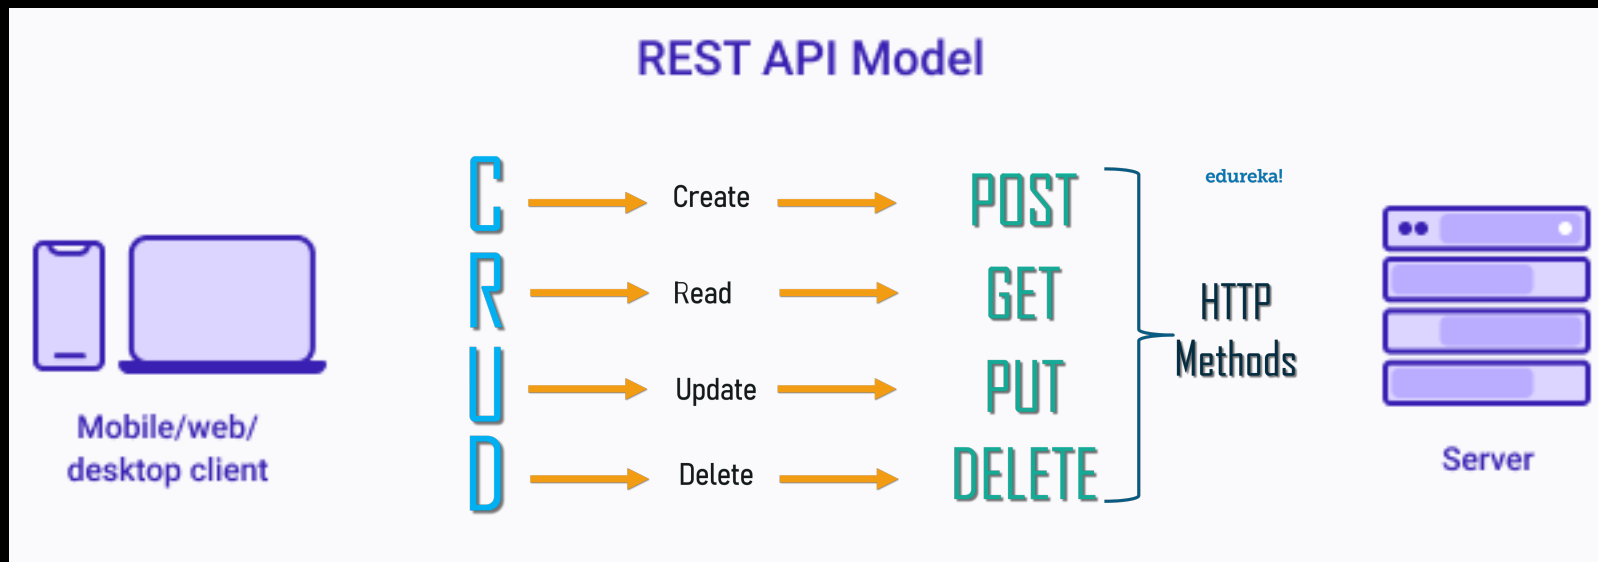 REST API Model
C Create POST
edureka!
R Read GET
HTTP
Methods
U Update PUT
D Delete DELETE
Mobile/web/
desktop client
Server